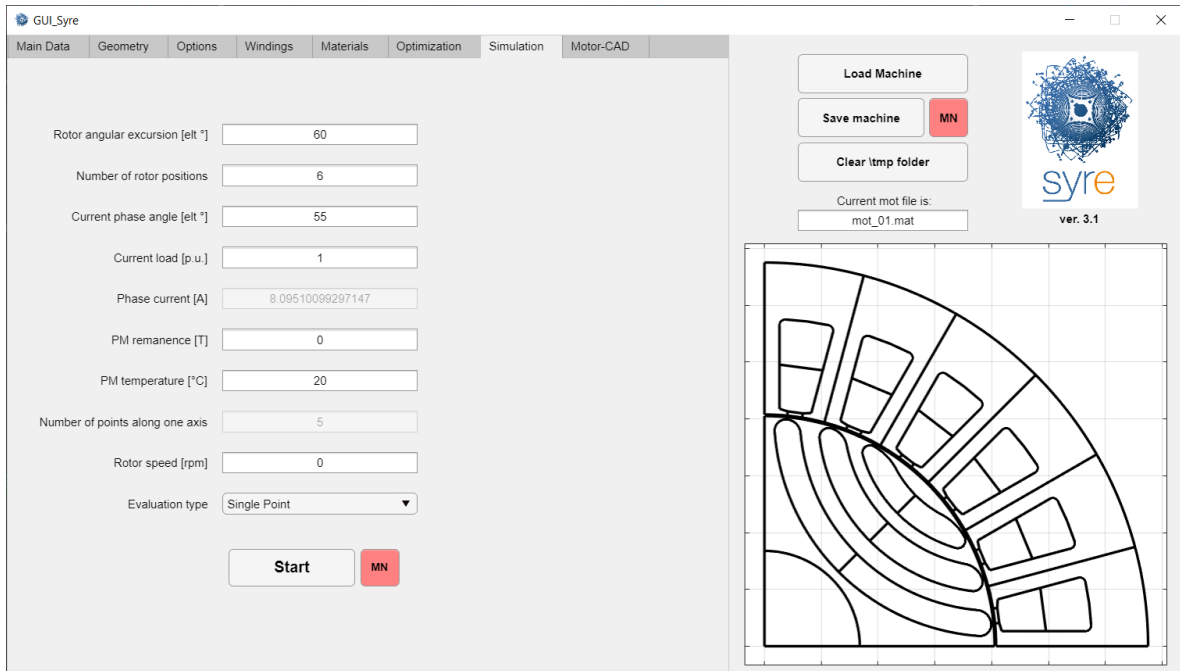 GUI_Syre
Main Data Geometry Options Windings Materials Optimization Simulation Motor-CAD
Rotor angular excursion [elt °] 60
Number of rotor positions 6
Current phase angle [elt °] 55
Current load [p.u.] 1
Phase current [A] 8.09510099297147
PM remanence [T] 0
PM temperature [°C] 20
Number of points along one axis 5
Rotor speed [rpm] 0
Evaluation type Single Point
Start MN
Load Machine
Save machine MN
Clear \tmp folder
Current mot file is:
mot_01.mat
syre
ver. 3.1